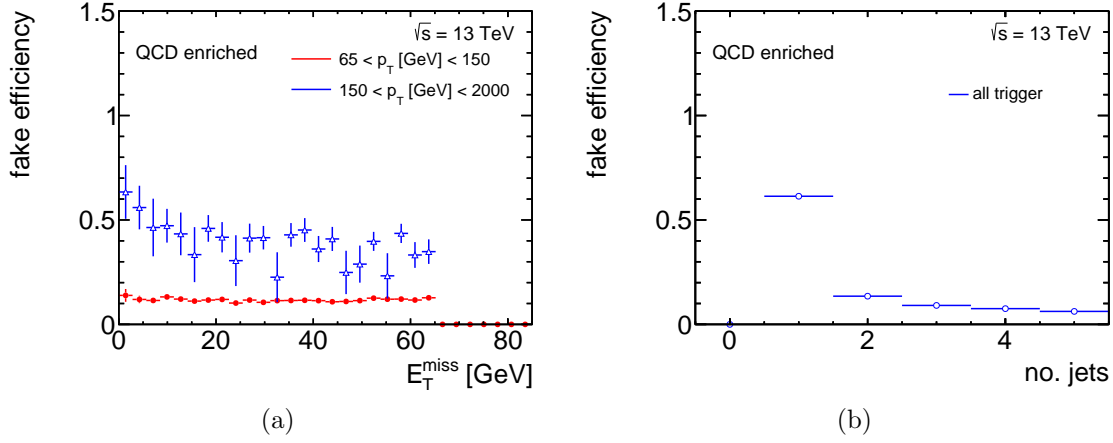 fake efficiency
1.5
1
0.5
0
√s = 13 TeV
QCD enriched
65 < p_T [GeV] < 150
150 < p_T [GeV] < 2000
0 20 40 60 80
E_T^miss [GeV]
(a)
fake efficiency
1.5
1
0.5
0
√s = 13 TeV
QCD enriched
all trigger
0 2 4
no. jets
(b)